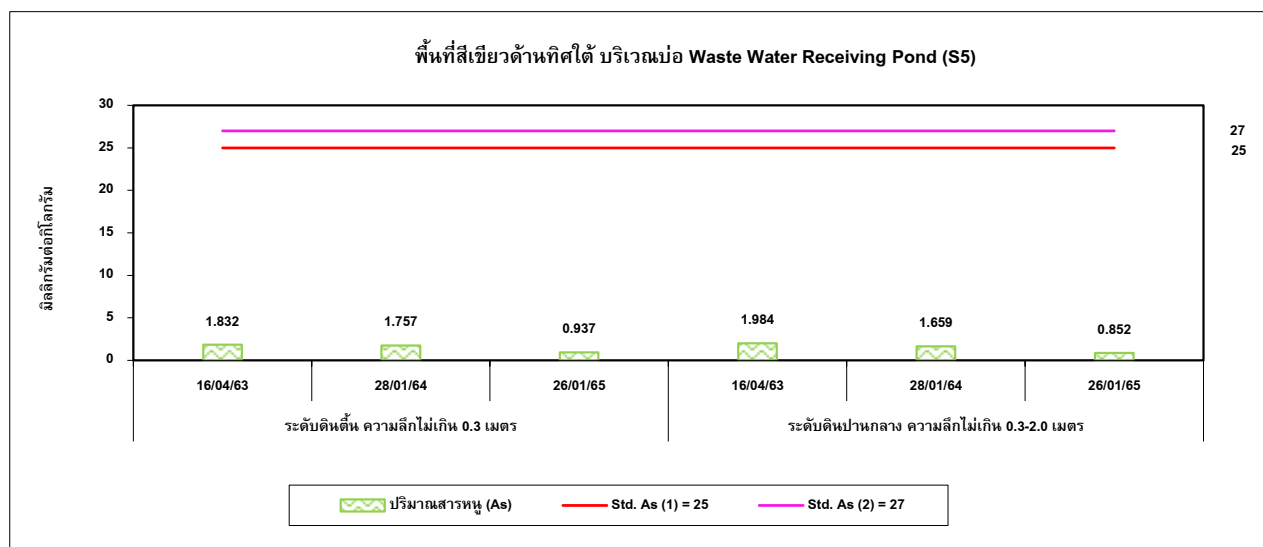 พื้นที่สีเขียวด้านทิศใต้ บริเวณบ่อ Waste Water Receiving Pond (S5)
มิลลิกรัมต่อกิโลกรัม
30
25
20
15
10
5
0
27
25
1.832 1.757 0.937 1.984 1.659 0.852
16/04/63 28/01/64 26/01/65 16/04/63 28/01/64 26/01/65
ระดับดินตื้น ความลึกไม่เกิน 0.3 เมตร ระดับดินปานกลาง ความลึกไม่เกิน 0.3-2.0 เมตร
ปริมาณสารหนู (As) Std. As (1) = 25 Std. As (2) = 27